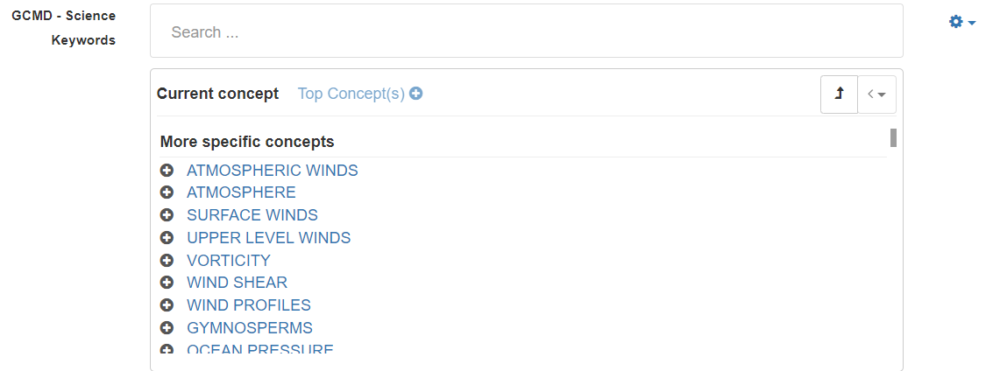 GCMD - Science
Keywords
Search ...
Current concept Top Concept(s)
More specific concepts
ATMOSPHERIC WINDS
ATMOSPHERE
SURFACE WINDS
UPPER LEVEL WINDS
VORTICITY
WIND SHEAR
WIND PROFILES
GYMNOSPERMS
OCEAN PRESSURE